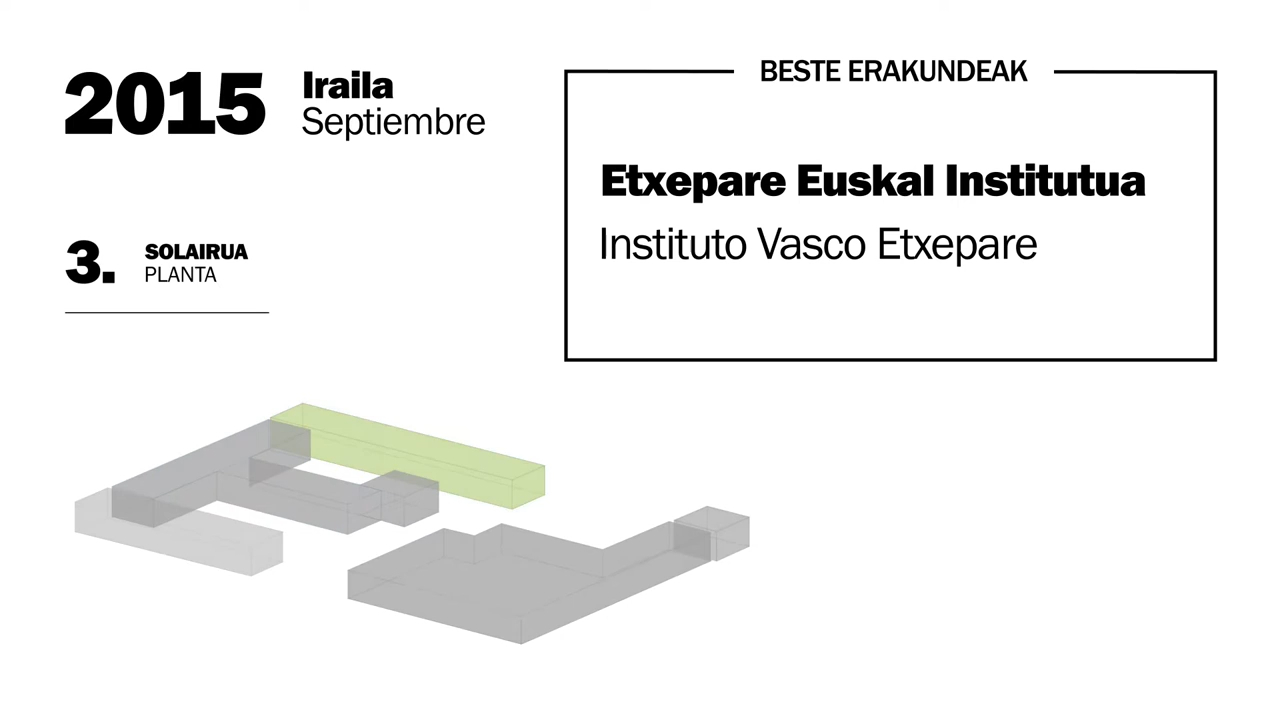 2015
Iraila
Septiembre
3.
SOLAIRUA
PLANTA
BESTE ERAKUNDEAK
Etxepare Euskal Institutua
Instituto Vasco Etxepare